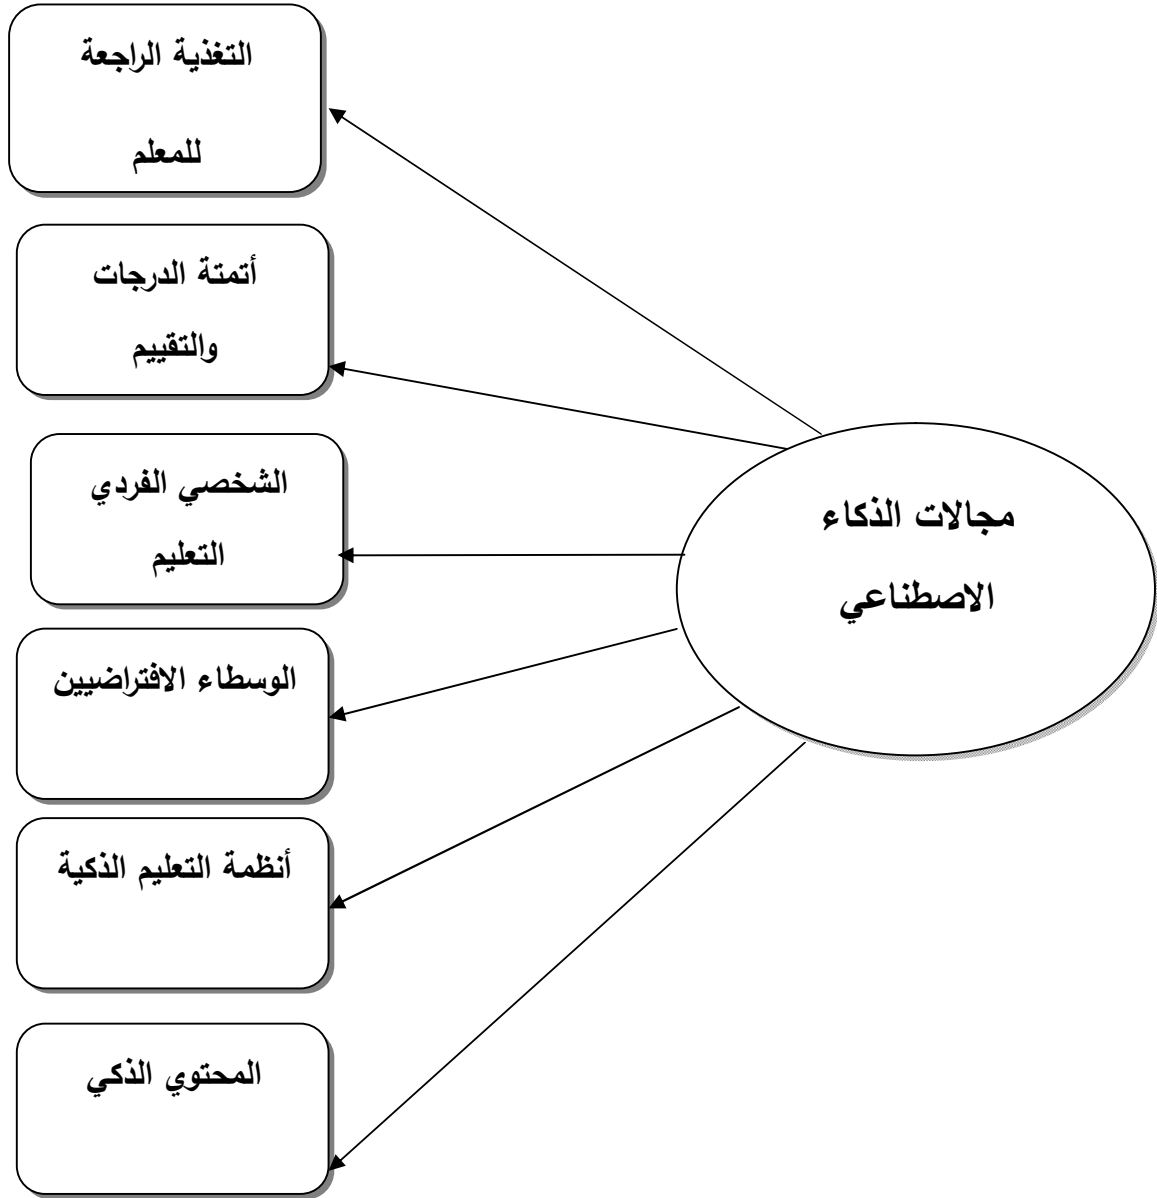 التغذية الراجعة
للمعلم
أتمتة الدرجات
والتقييم
الشخصي الفردي
التعليم
مجالات الذكاء
الاصطناعي
الوسطاء الافتراضيين
أنظمة التعليم الذكية
المحتوي الذكي